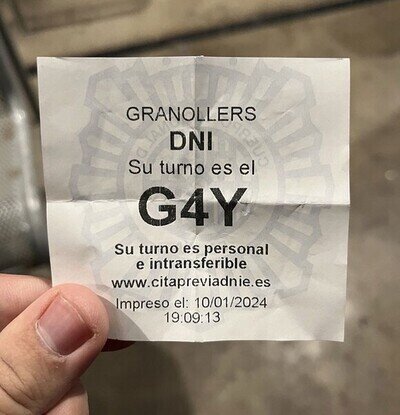 GRANOLLERS
DNI
Su turno es el
G4Y
Su turno es personal
e intransferible
www.citapreviadnie.es
Impreso el: 10/01/2024
19:09:13